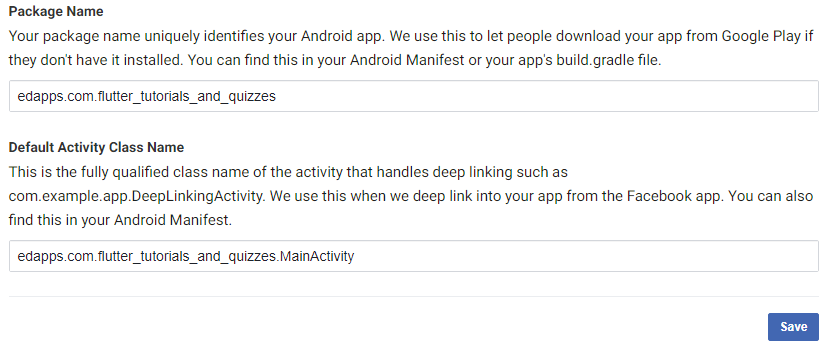 Package Name
Your package name uniquely identifies your Android app. We use this to let people download your app from Google Play if
they don't have it installed. You can find this in your Android Manifest or your app's build.gradle file.
edapps.com.flutter_tutorials_and_quizzes
Default Activity Class Name
This is the fully qualified class name of the activity that handles deep linking such as
com.example.app.DeepLinkingActivity. We use this when we deep link into your app from the Facebook app. You can also
find this in your Android Manifest.
edapps.com.flutter_tutorials_and_quizzes.MainActivity
Save